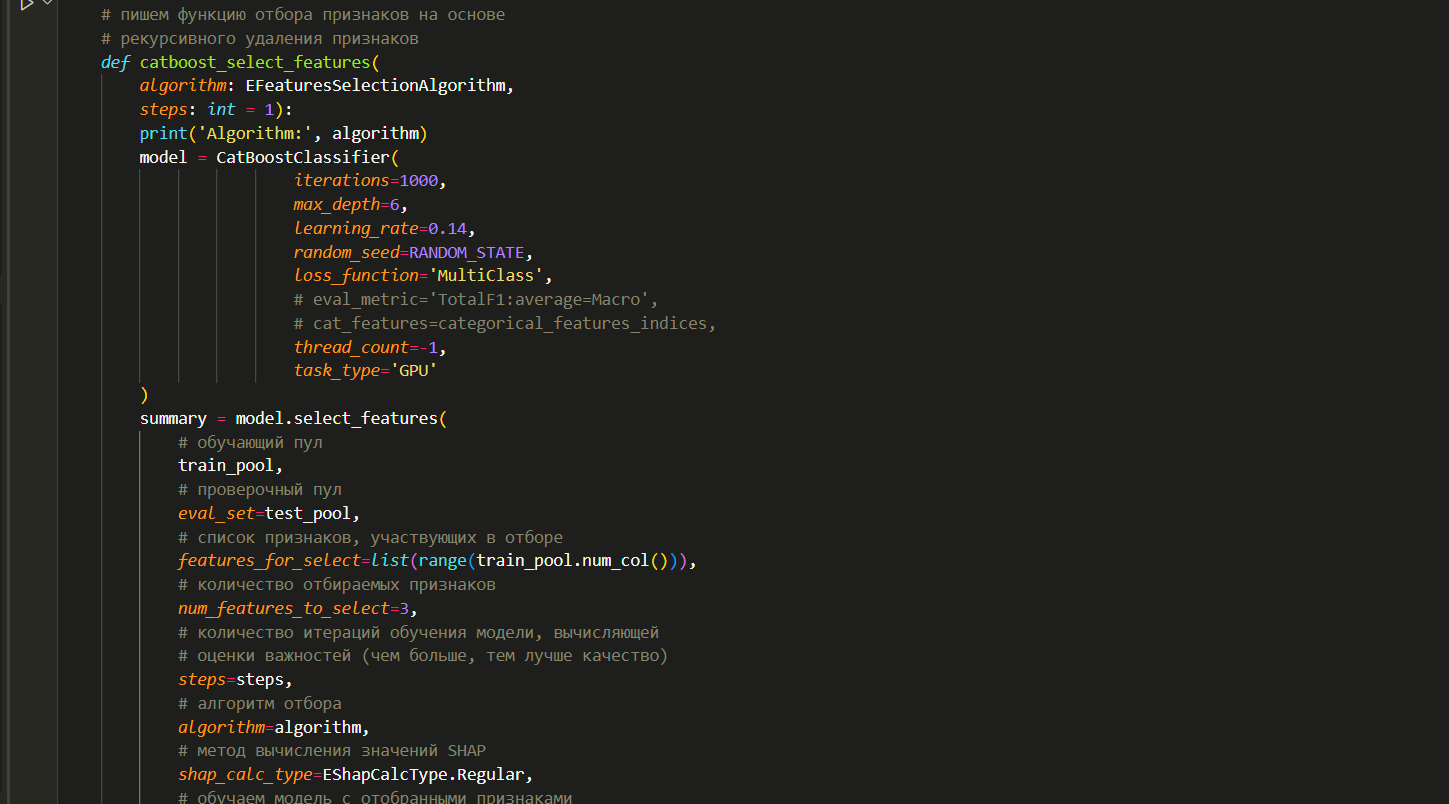 # пишем функцию отбора признаков на основе
# рекурсивного удаления признаков
def catboost_select_features(
algorithm: EFeaturesSelectionAlgorithm,
steps: int = 1):
print('Algorithm:', algorithm)
model = CatBoostClassifier(
iterations=1000,
max_depth=6,
learning_rate=0.14,
random_seed=RANDOM_STATE,
loss_function='MultiClass',
# eval_metric='TotalF1:average=Macro',
# cat_features=categorical_features_indices,
thread_count=-1,
task_type='GPU'
)
summary = model.select_features(
# обучающий пул
train_pool,
# проверочный пул
eval_set=test_pool,
# список признаков, участвующих в отборе
features_for_select=list(range(train_pool.num_col())),
# количество отбираемых признаков
num_features_to_select=3,
# количество итераций обучения модели, вычисляющей
# оценки важностей (чем больше, тем лучше качество)
steps=steps,
# алгоритм отбора
algorithm=algorithm,
# метод вычисления значений SHAP
shap_calc_type=EShapCalcType.Regular,
# обучаем модель с отобранными признаками